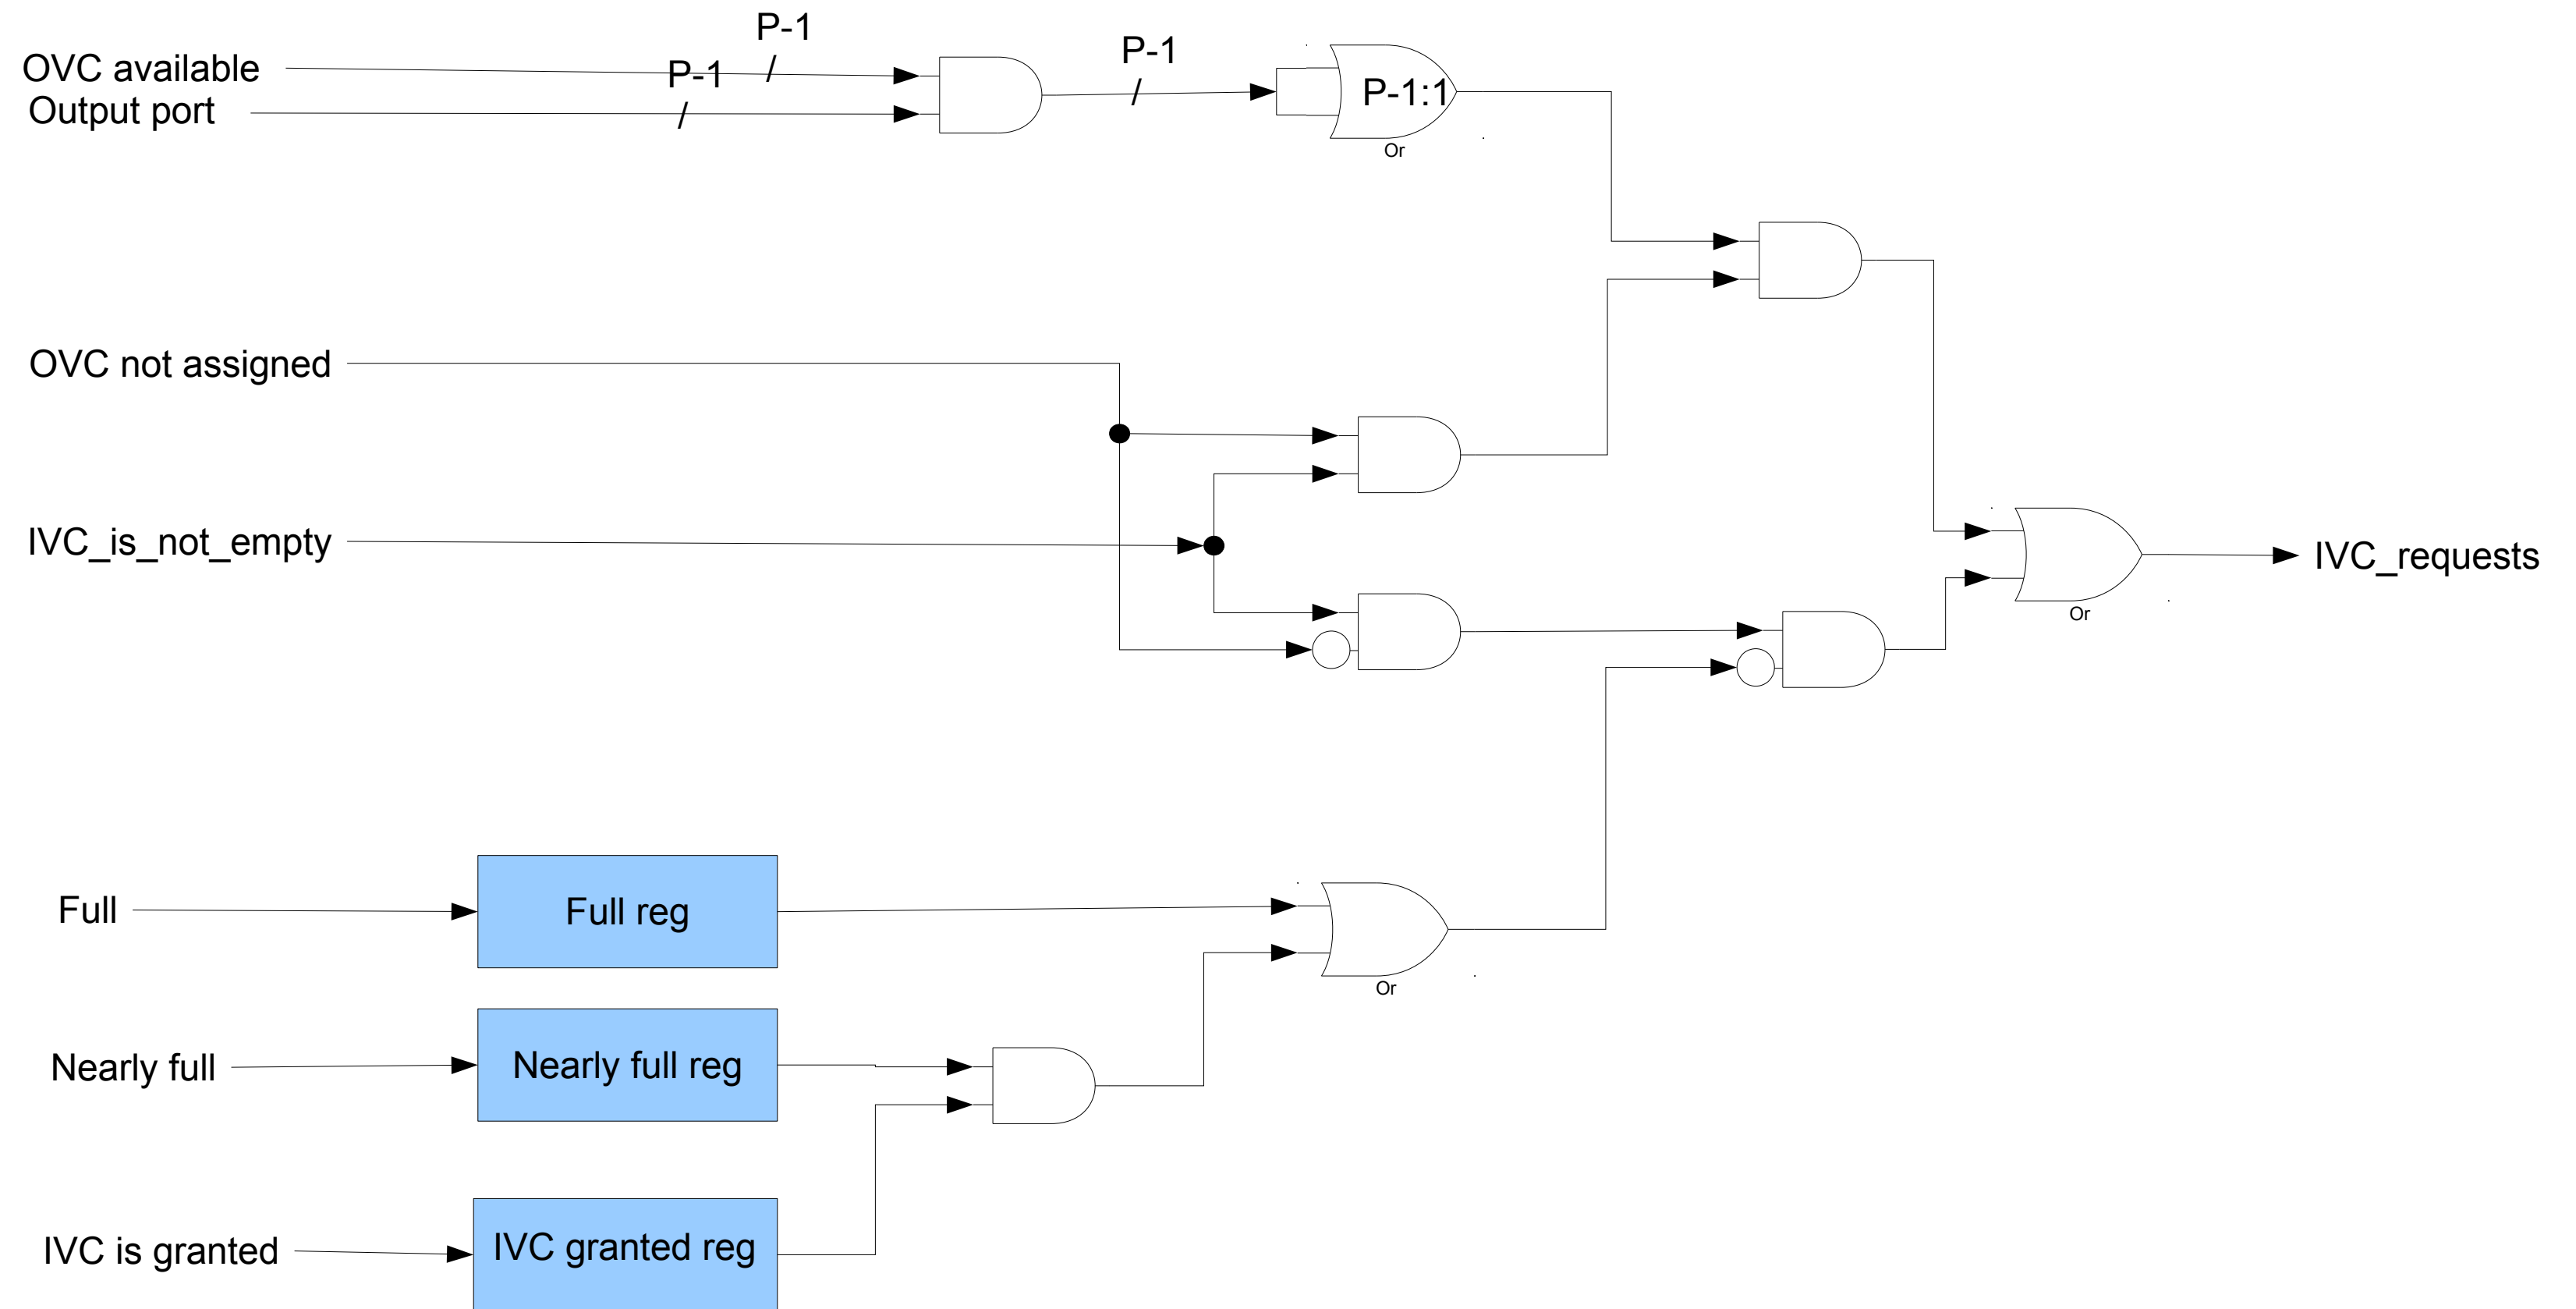 P-1
OVC available
P-1
/
P-1
/
Output port
/
P-1:1
Or
OVC not assigned
IVC_is_not_empty
IVC_requests
Or
Full
Full reg
Or
Nearly full
Nearly full reg
IVC is granted
IVC granted reg